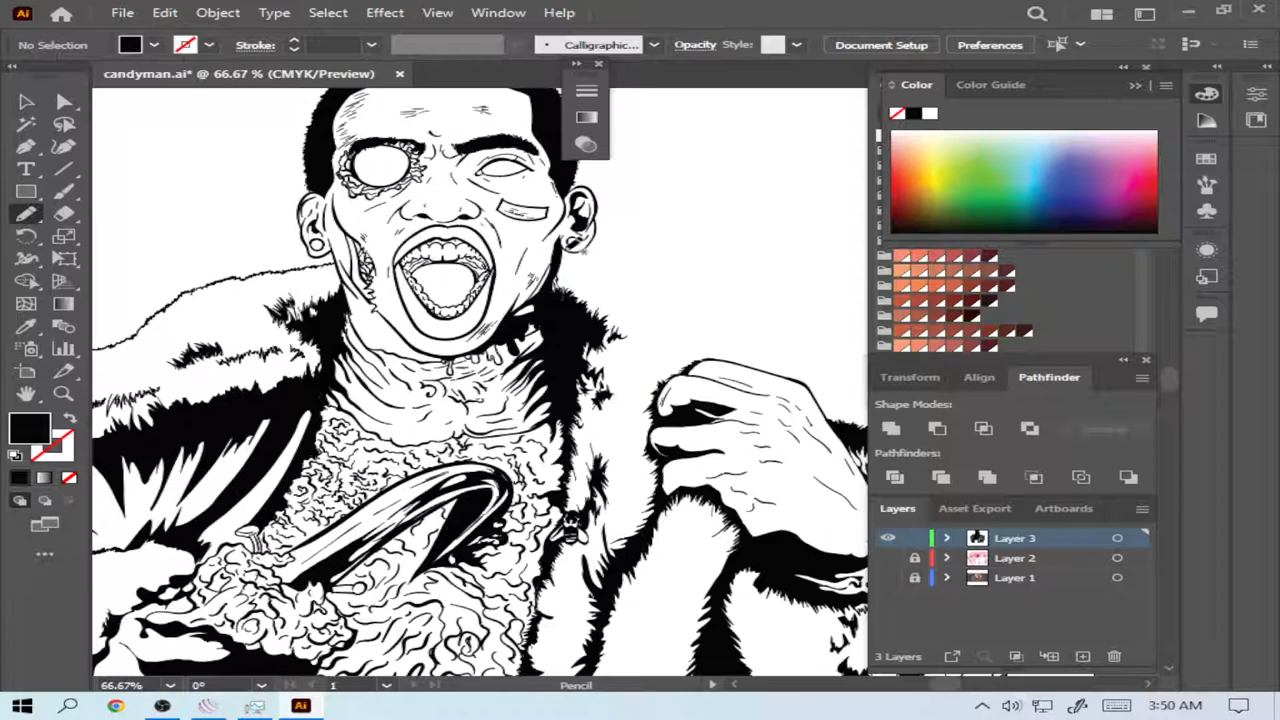 Ai File Edit Object Type Select Effect View Window Help
No Selection Stroke: Calligraphic... Opacity Style: Document Setup Preferences
candyman.ai* @ 66.67 % (CMYK/Preview)
Color Color Guide
Transform Align Pathfinder
Shape Modes:
Pathfinders:
Layers Asset Export Artboards
Layer 3
Layer 2
Layer 1
3 Layers
66.67% 0° 1 Pencil
Ai 3:50 AM